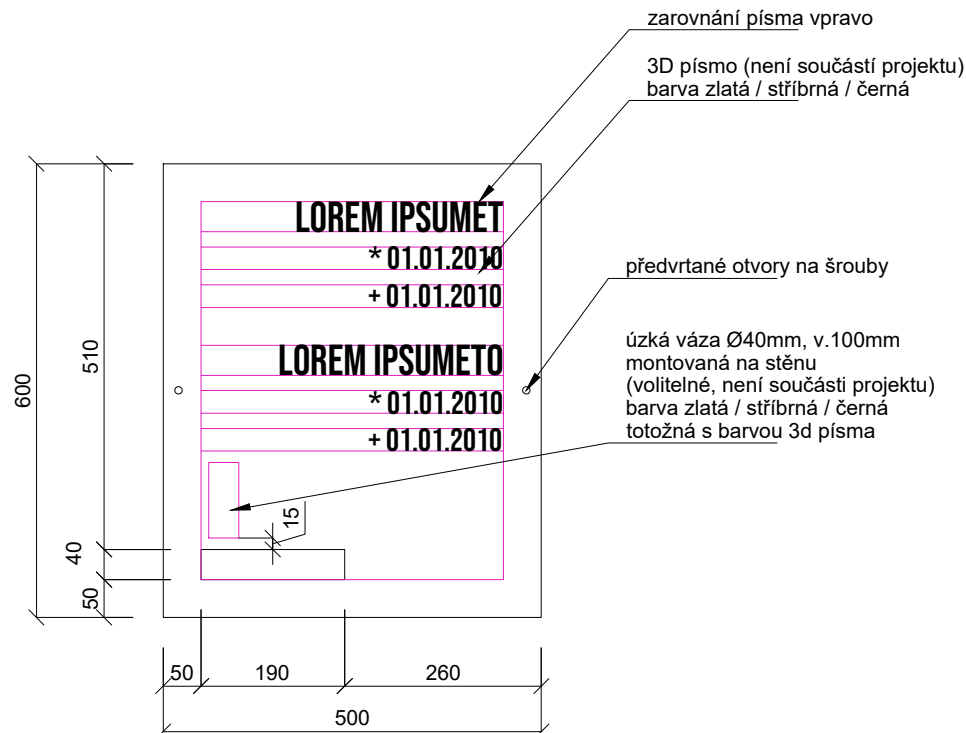 zarovnání písma vpravo
3D písmo (není součástí projektu)
barva zlatá / stříbrná / černá
LOREM IPSUMET
* 01.01.2010
+ 01.01.2010
předvrtané otvory na šrouby
LOREM IPSUMETO
* 01.01.2010
+ 01.01.2010
úzká váza Ø40mm, v.100mm
montovaná na stěnu
(volitelné, není součásti projektu)
barva zlatá / stříbrná / černá
totožná s barvou 3d písma
600
510
40
50
15
50
190
260
500